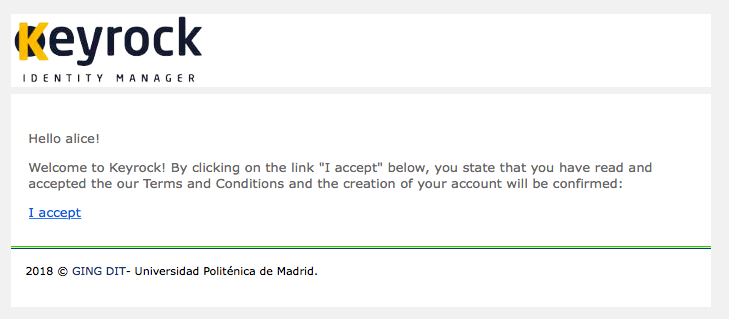 Keyrock
IDENTITY MANAGER
Hello alice!
Welcome to Keyrock! By clicking on the link "I accept" below, you state that you have read and
accepted the our Terms and Conditions and the creation of your account will be confirmed:
I accept
2018 © GING DIT- Universidad Politénica de Madrid.